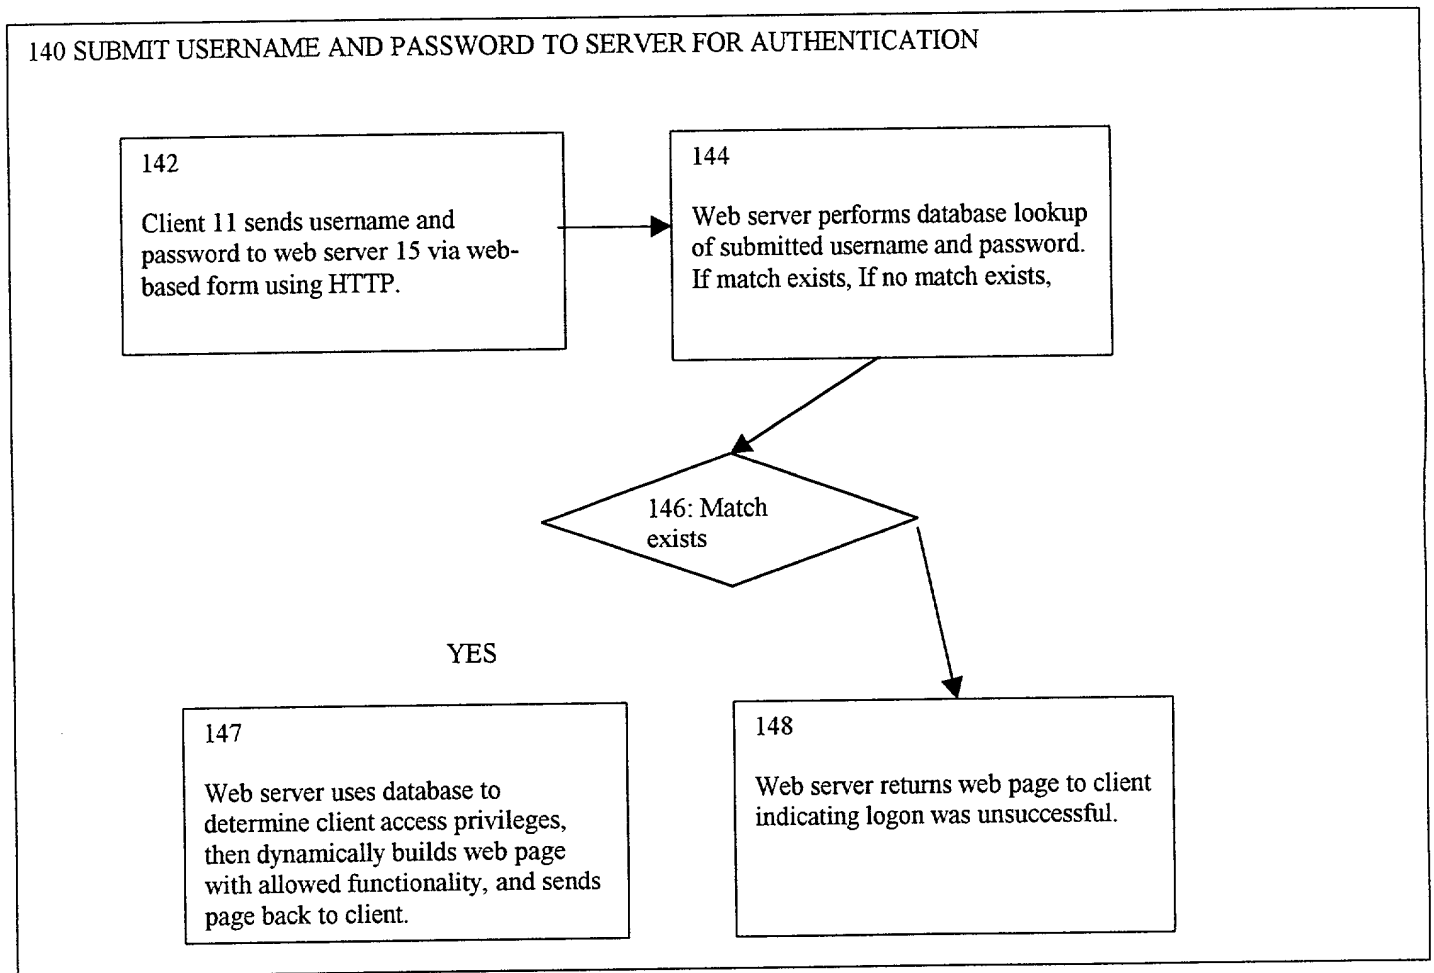 140 SUBMIT USERNAME AND PASSWORD TO SERVER FOR AUTHENTICATION
142
Client 11 sends username and
password to web server 15 via web-
based form using HTTP.
144
Web server performs database lookup
of submitted username and password.
If match exists, If no match exists,
146: Match
exists
YES
147
Web server uses database to
determine client access privileges,
then dynamically builds web page
with allowed functionality, and sends
page back to client.
148
Web server returns web page to client
indicating logon was unsuccessful.